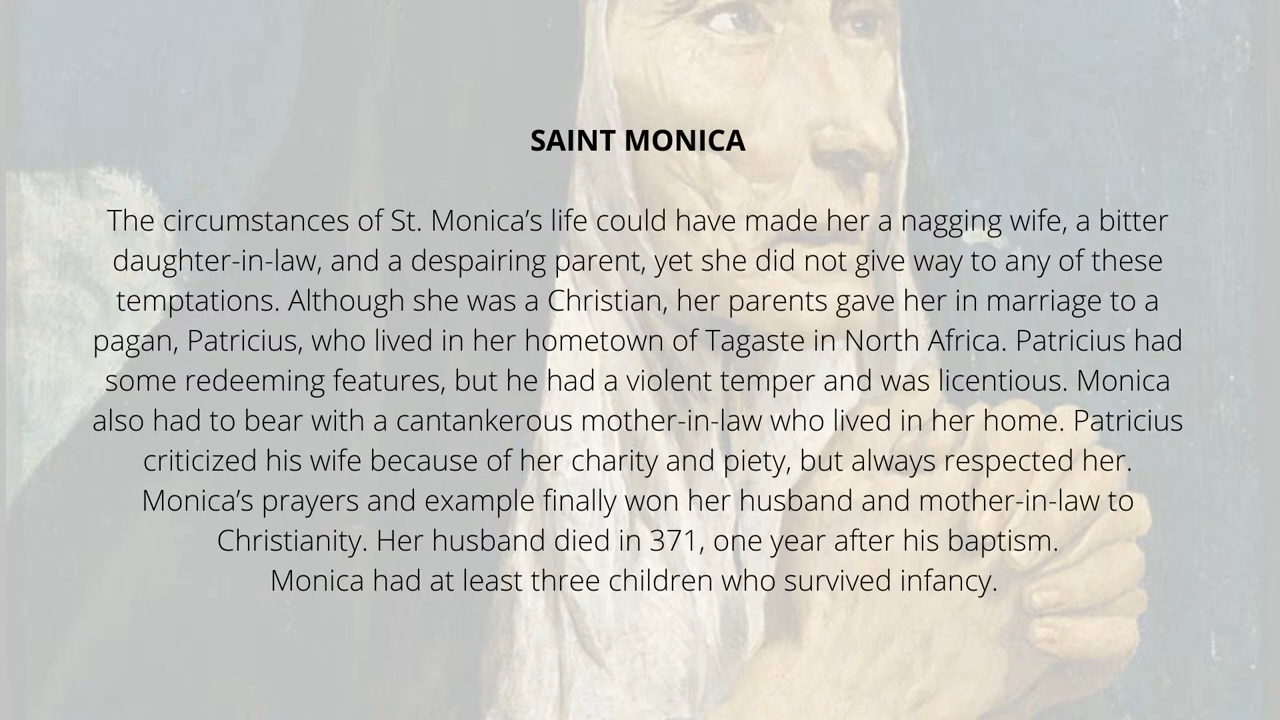 SAINT MONICA
The circumstances of St. Monica’s life could have made her a nagging wife, a bitter
daughter-in-law, and a despairing parent, yet she did not give way to any of these
temptations. Although she was a Christian, her parents gave her in marriage to a
pagan, Patricius, who lived in her hometown of Tagaste in North Africa. Patricius had
some redeeming features, but he had a violent temper and was licentious. Monica
also had to bear with a cantankerous mother-in-law who lived in her home. Patricius
criticized his wife because of her charity and piety, but always respected her.
Monica’s prayers and example finally won her husband and mother-in-law to
Christianity. Her husband died in 371, one year after his baptism.
Monica had at least three children who survived infancy.